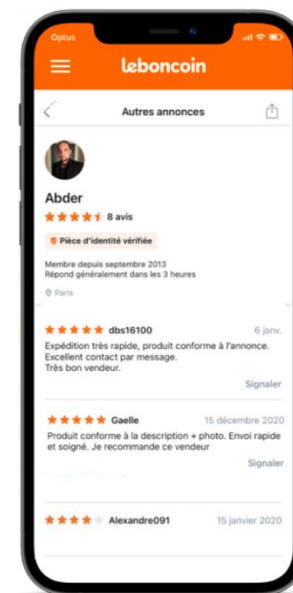 Optus
leboncoin
Autres annonces
Abder
8 avis
Pièce d'identité vérifiée
Membre depuis septembre 2013
Répond généralement dans les 3 heures
Paris
dbs16100 6 janv.
Expédition très rapide, produit conforme à l'annonce.
Excellent contact par message.
Très bon vendeur.
Signaler
Gaelle 15 décembre 2020
Produit conforme à la description + photo. Envoi rapide
et soigné. Je recommande ce vendeur
Signaler
Alexandre091 15 janvier 2020